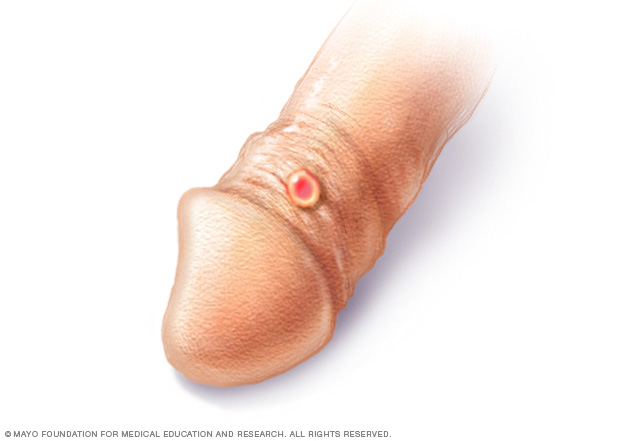 © MAYO FOUNDATION FOR MEDICAL EDUCATION AND RESEARCH. ALL RIGHTS RESERVED.